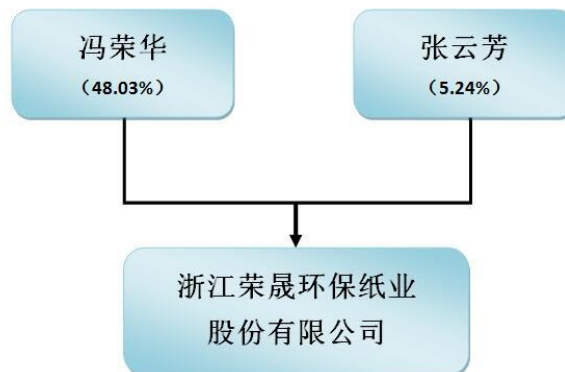 冯荣华
（48.03%）
张云芳
（5.24%）
浙江荣晟环保纸业
股份有限公司